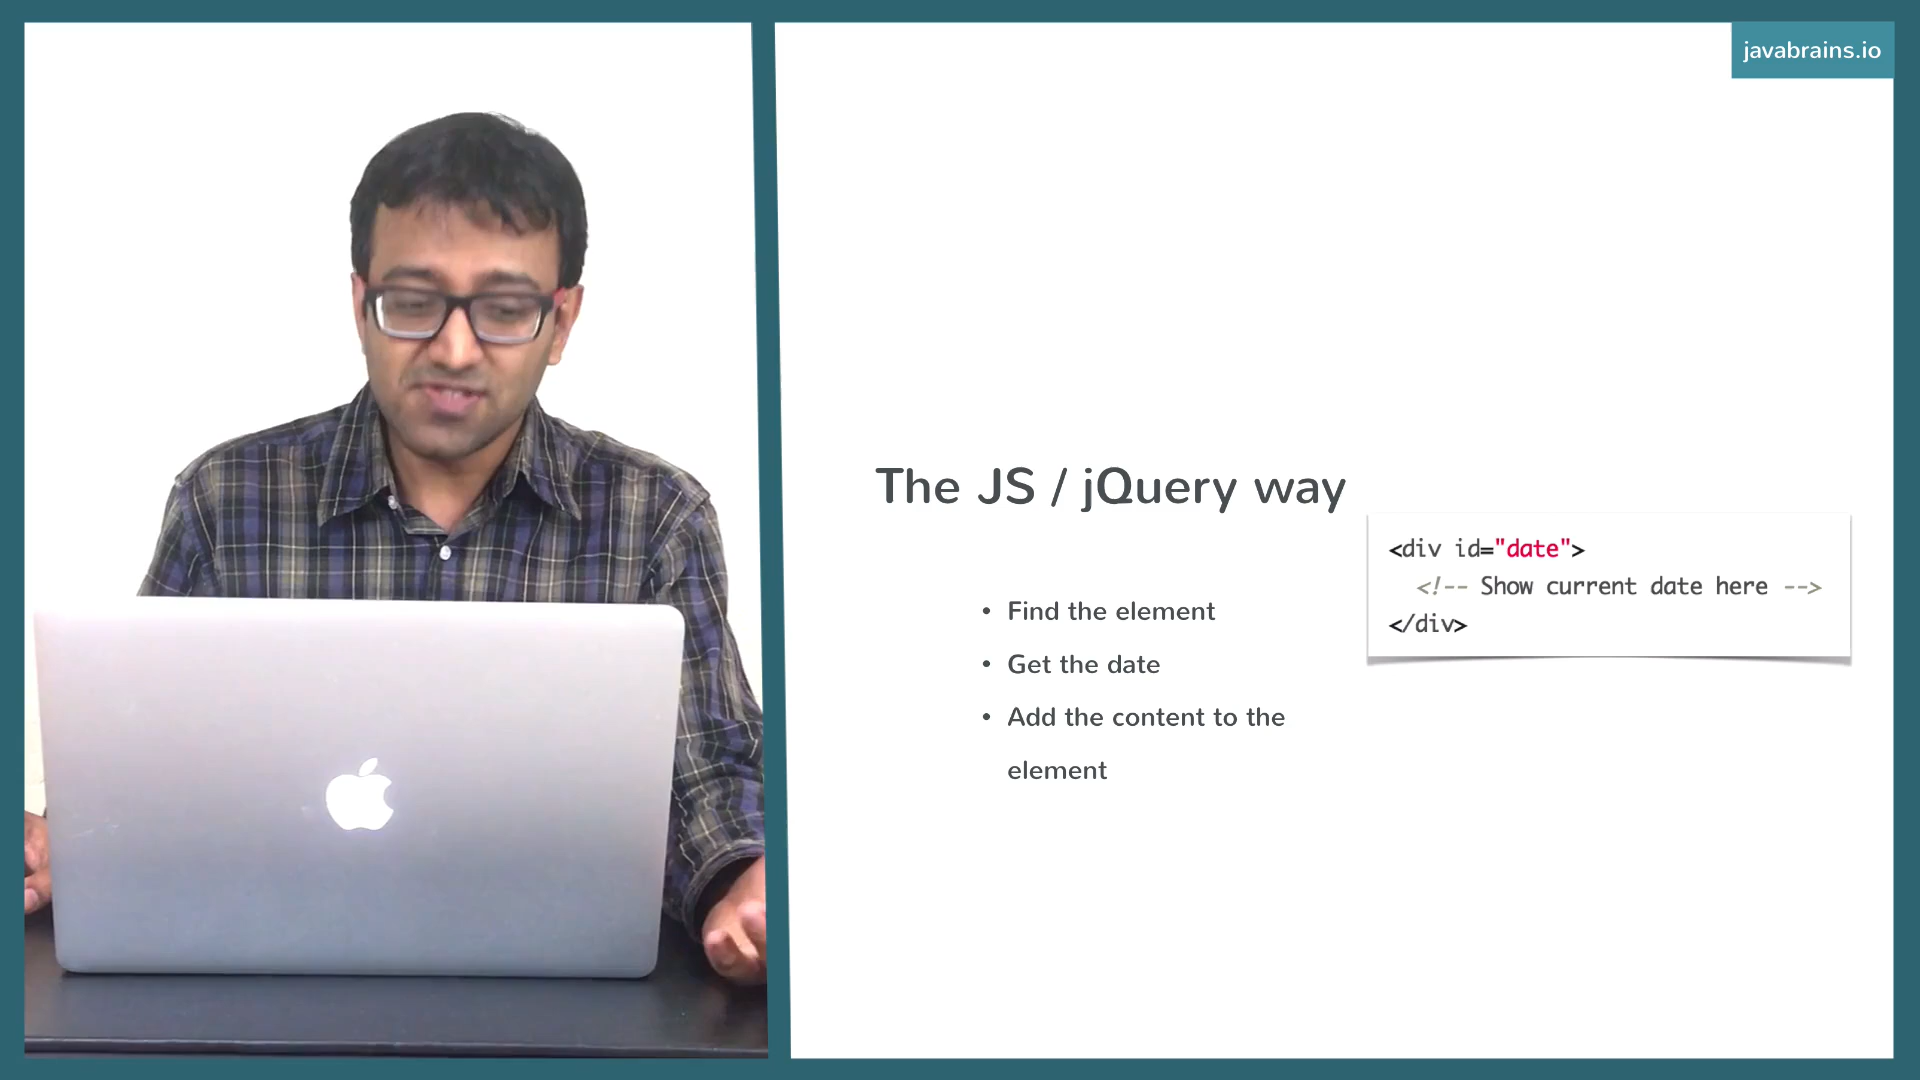 javabrains.io
The JS / jQuery way
• Find the element
• Get the date
• Add the content to the
element
<div id="date">
<!-- Show current date here -->
</div>